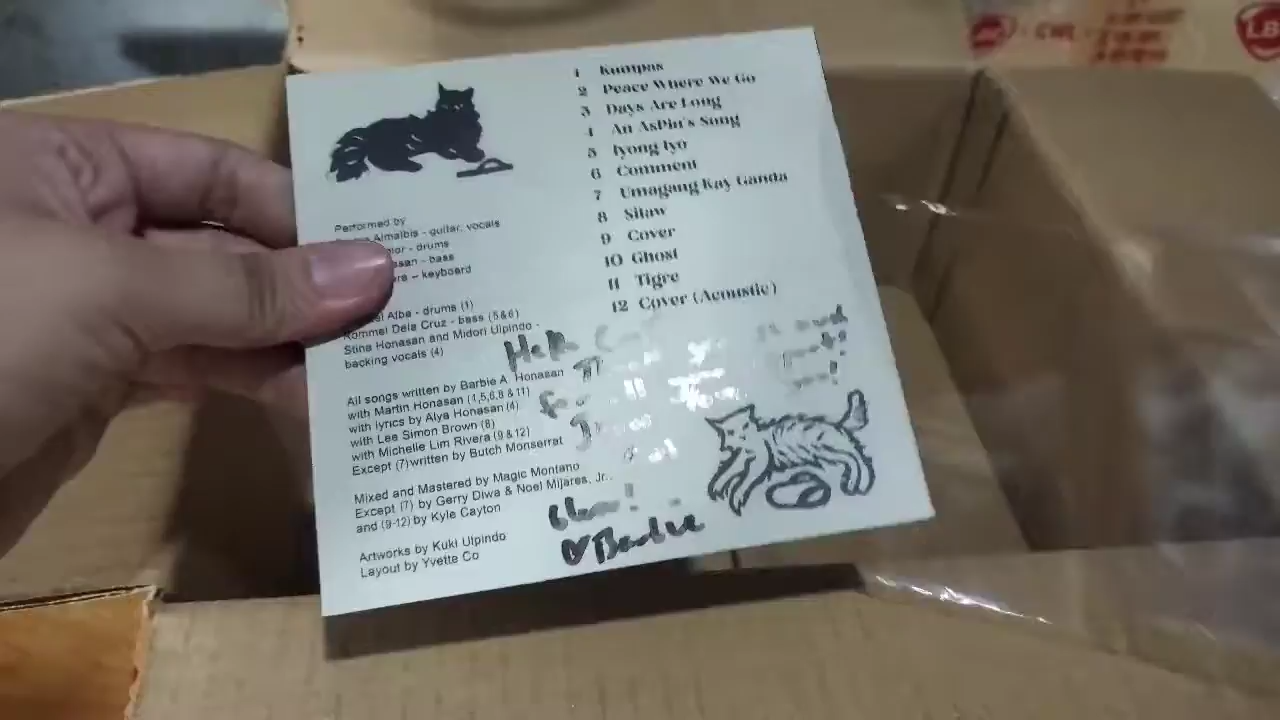 1 Kumpas
2 Peace Where We Go
3 Days Are Long
4 An AsPin's Song
5 Iyong Iyo
6 Comment
7 Umagang Kay Ganda
8 Silaw
9 Cover
10 Ghost
11 Tigre
12 Cover (Acoustic)
Performed by
Almalbis - guitar, vocals
- drums
- bass
- keyboard
Alba - drums (1)
Rommel Dela Cruz - bass (5&6)
Stina Honasan and Midori Ulpindo -
backing vocals (4)
All songs written by Barbie A. Honasan
with Martin Honasan (1,5,6,8 & 11)
with lyrics by Alya Honasan (4)
with Lee Simon Brown (8)
with Michelle Lim Rivera (9 & 12)
Except (7) written by Butch Monserrat
Mixed and Mastered by Magic Montano
Except (7) by Gerry Diwa & Noel Mijares, Jr.,
and (9-12) by Kyle Cayton
Artworks by Kuki Ulpindo
Layout by Yvette Co
♡ Barbie
CWL
LB